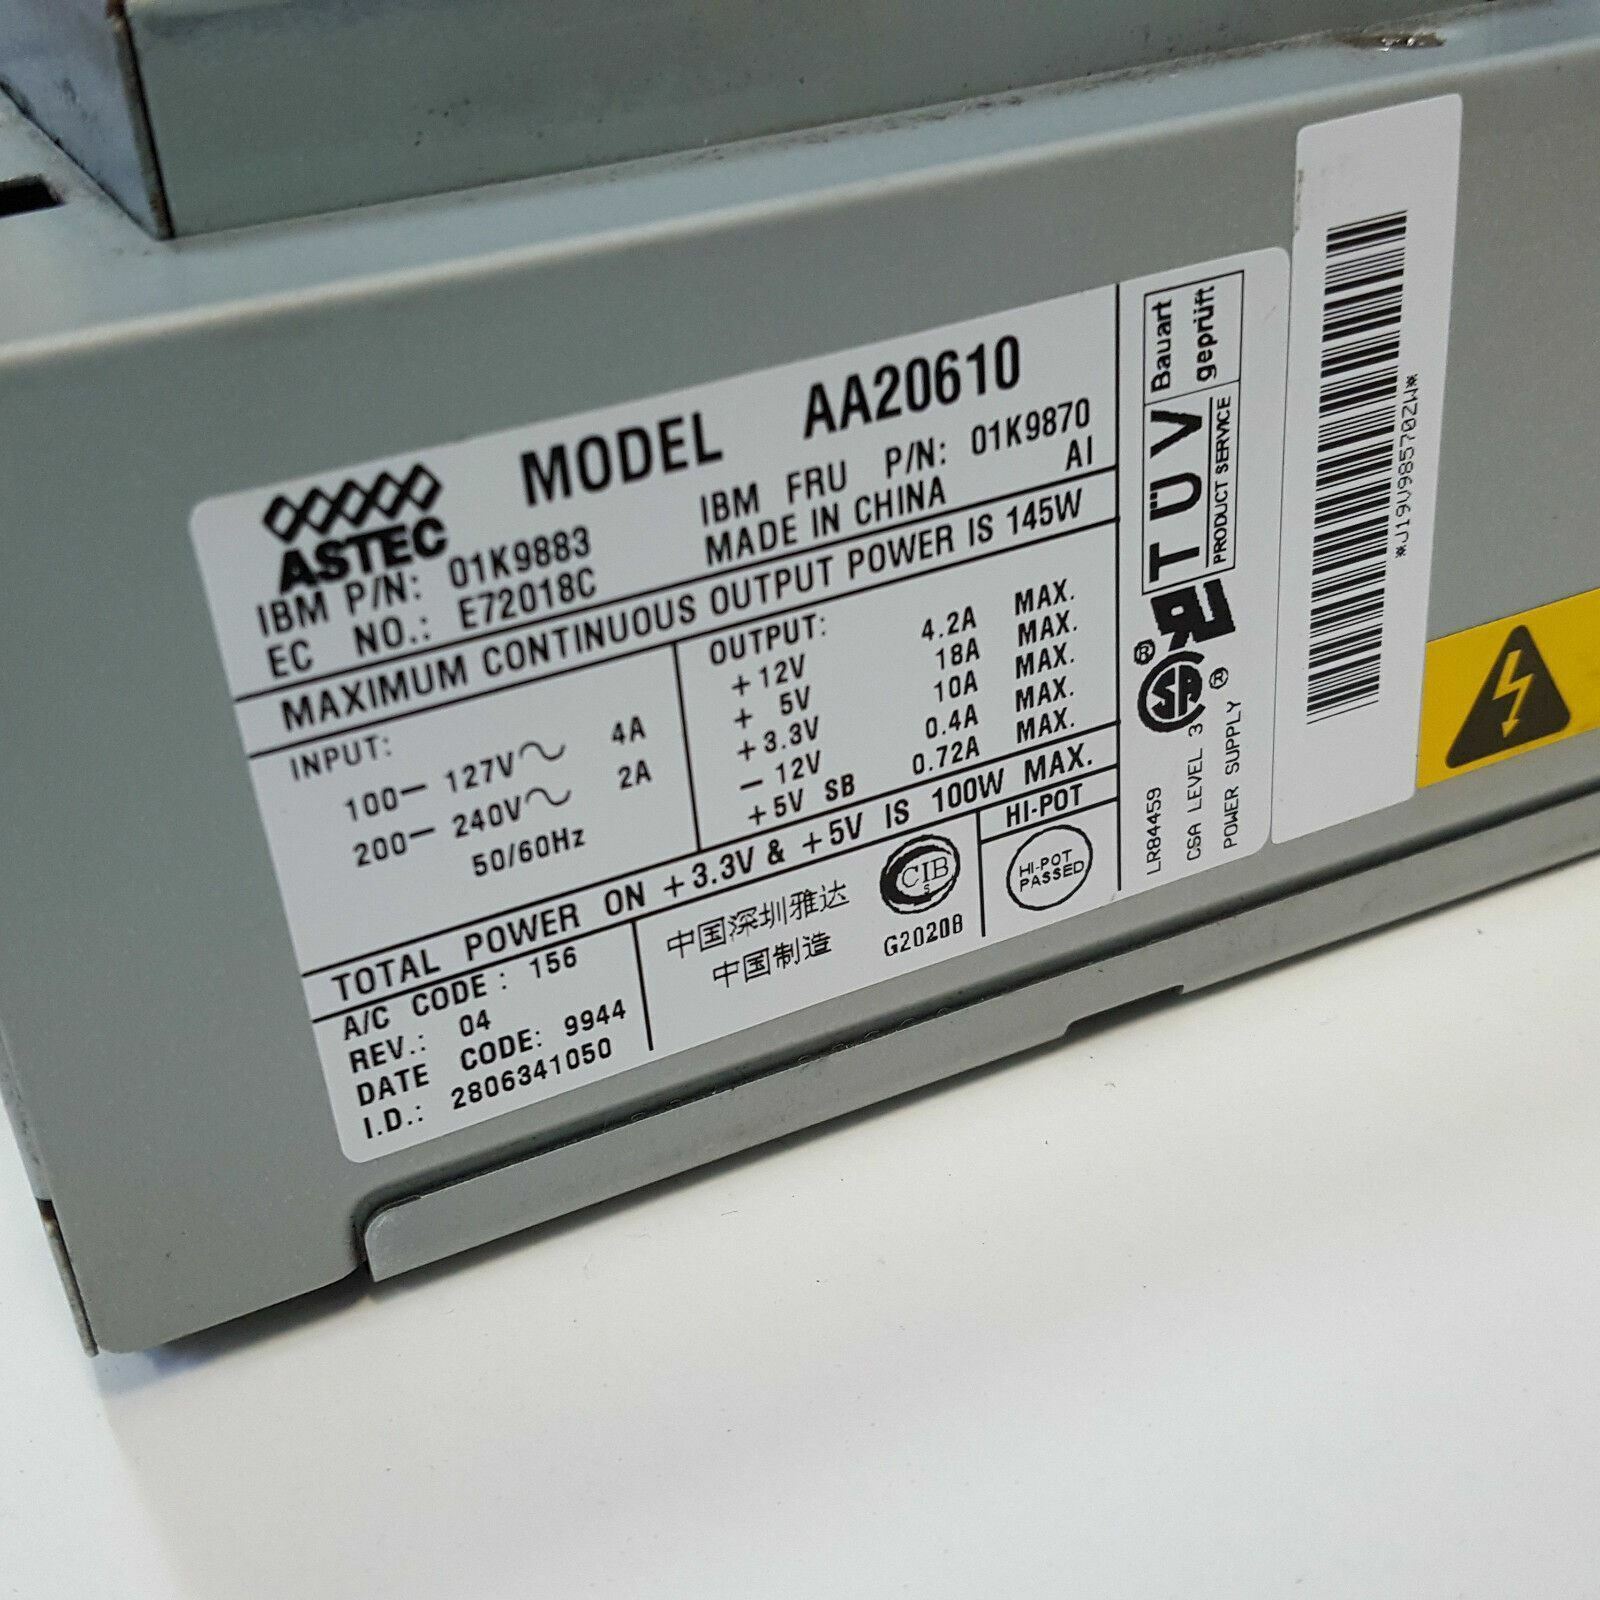 ASTEC
MODEL AA20610
IBM P/N: 01K9883 IBM FRU P/N: 01K9870
EC NO.: E72018C MADE IN CHINA AI
MAXIMUM CONTINUOUS OUTPUT POWER IS 145W
INPUT:
100— 127V～ 4A
200— 240V～ 2A
50/60Hz
OUTPUT:
+12V 4.2A MAX.
+ 5V 18A MAX.
+3.3V 10A MAX.
-12V 0.4A MAX.
+5V SB 0.72A MAX.
TOTAL POWER ON +3.3V & +5V IS 100W MAX.
A/C CODE: 156
REV.: 04
DATE CODE: 9944
I.D.: 2806341050
中国深圳雅达
中国制造
CIB
S
G2020B
HI-POT
HI-POT
PASSED
TÜV
Bauart
geprüft
PRODUCT SERVICE
®
SA
®
LR84459
CSA LEVEL 3
POWER SUPPLY
*J19V98570ZW*